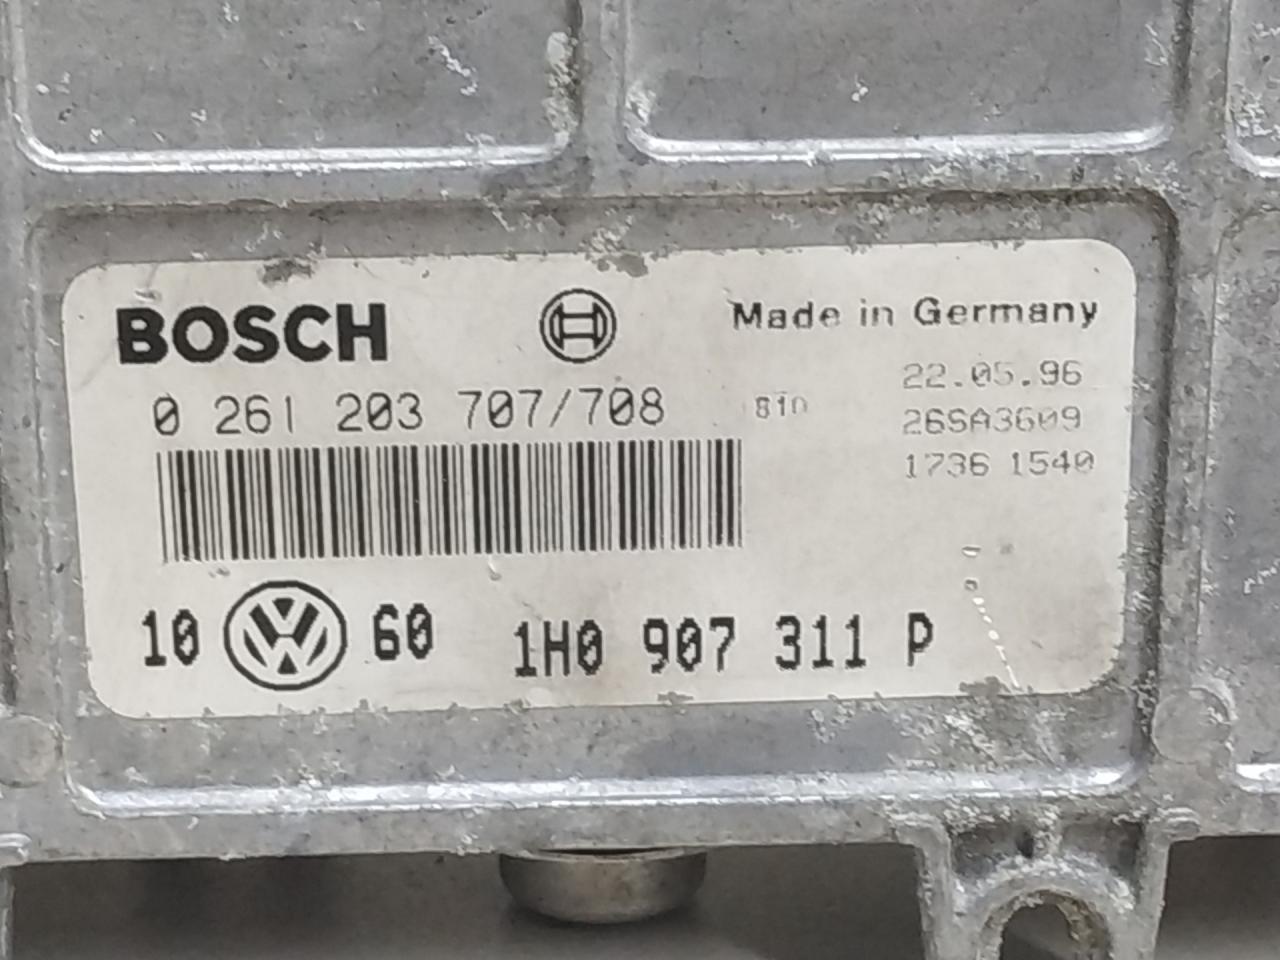 BOSCH
Made in Germany
22.05.96
0 261 203 707/708 810
26SA3609
1736 1540
10 60 1H0 907 311 P